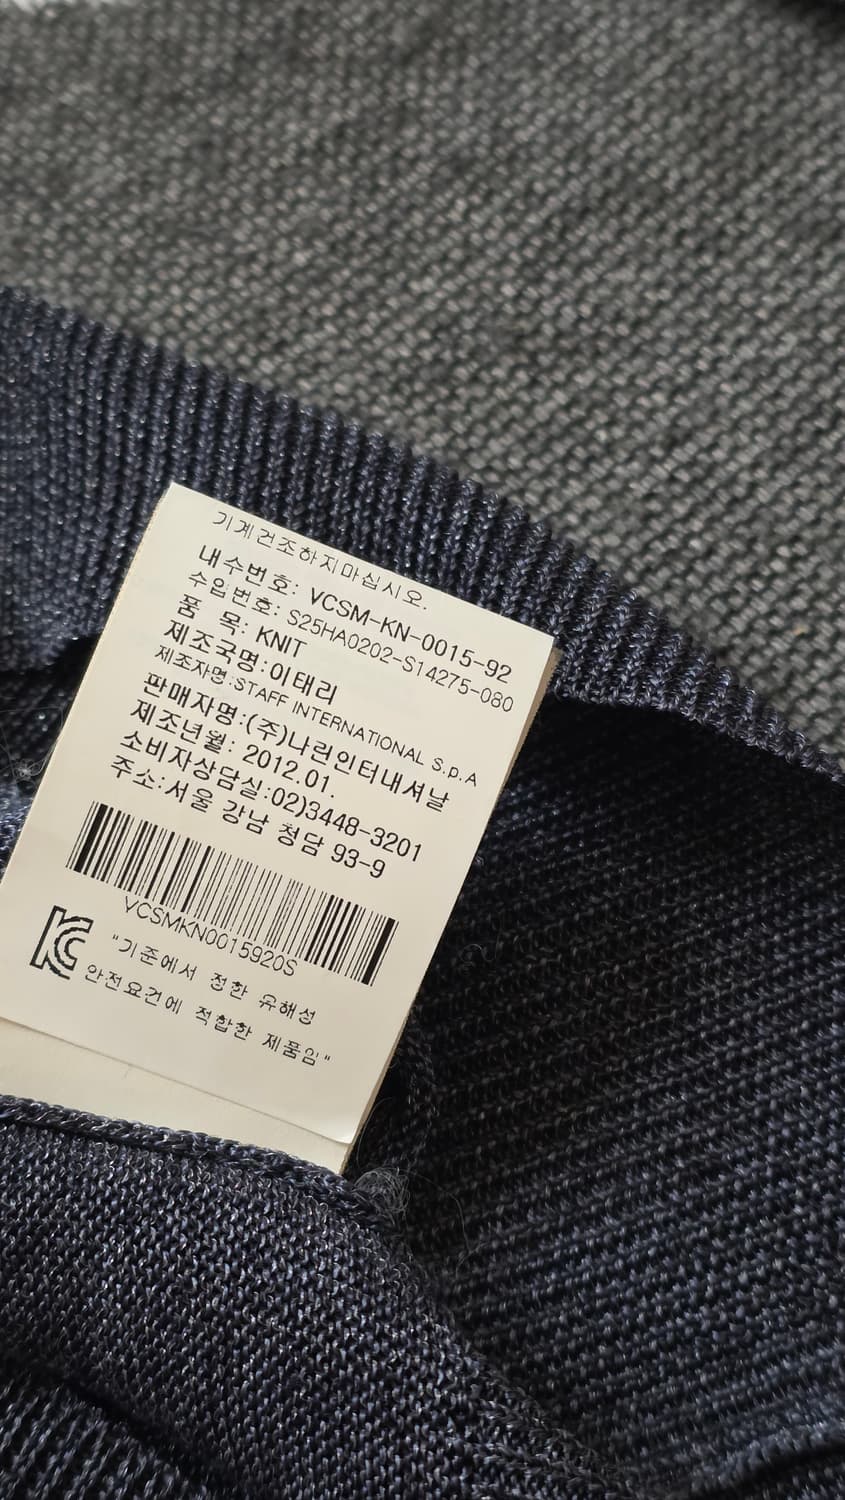 기계건조하지마십시오.
내수번호: VCSM-KN-0015-92
수입번호: S25HA0202-S14275-080
품 목: KNIT
제조국명:이태리
제조자명:STAFF INTERNATIONAL S.p.A
판매자명:(주)나린인터내셔날
제조년월: 2012.01.
소비자상담실:02)3448-3201
주소:서울 강남 청담 93-9
VCSMKN0015920S
KC
"기준에서 정한 유해성
안전요건에 적합한 제품임"